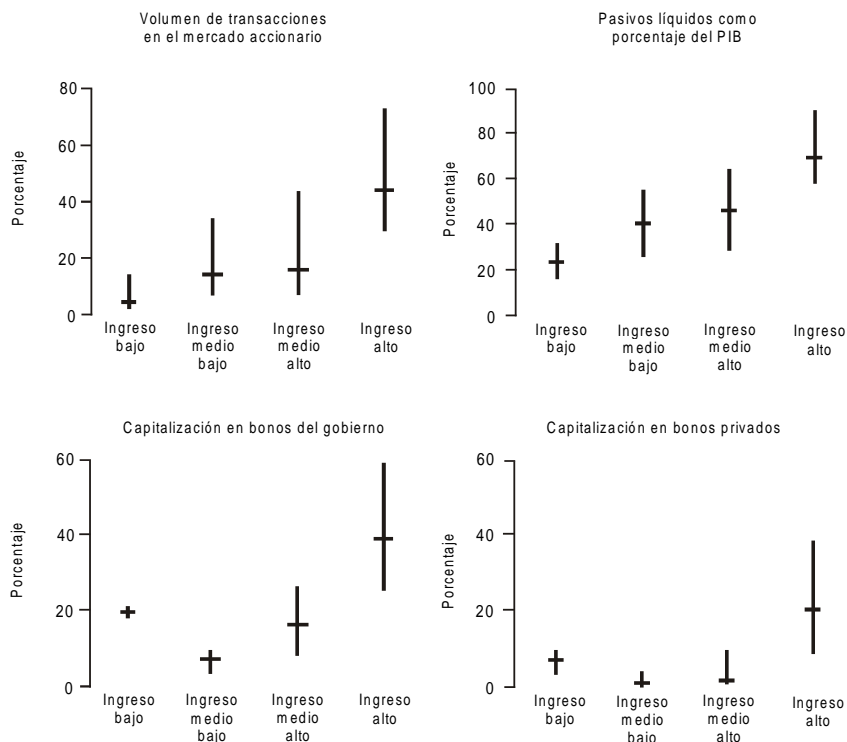 Volumen de transacciones
en el mercado accionario
Porcentaje
80
60
40
20
0
Ingreso
bajo
Ingreso
medio
bajo
Ingreso
medio
alto
Ingreso
alto
Pasivos líquidos como
porcentaje del PIB
Porcentaje
100
80
60
40
20
0
Ingreso
bajo
Ingreso
medio
bajo
Ingreso
medio
alto
Ingreso
alto
Capitalización en bonos del gobierno
Porcentaje
60
40
20
0
Ingreso
bajo
Ingreso
medio
bajo
Ingreso
medio
alto
Ingreso
alto
Capitalización en bonos privados
Porcentaje
60
40
20
0
Ingreso
bajo
Ingreso
medio
bajo
Ingreso
medio
alto
Ingreso
alto